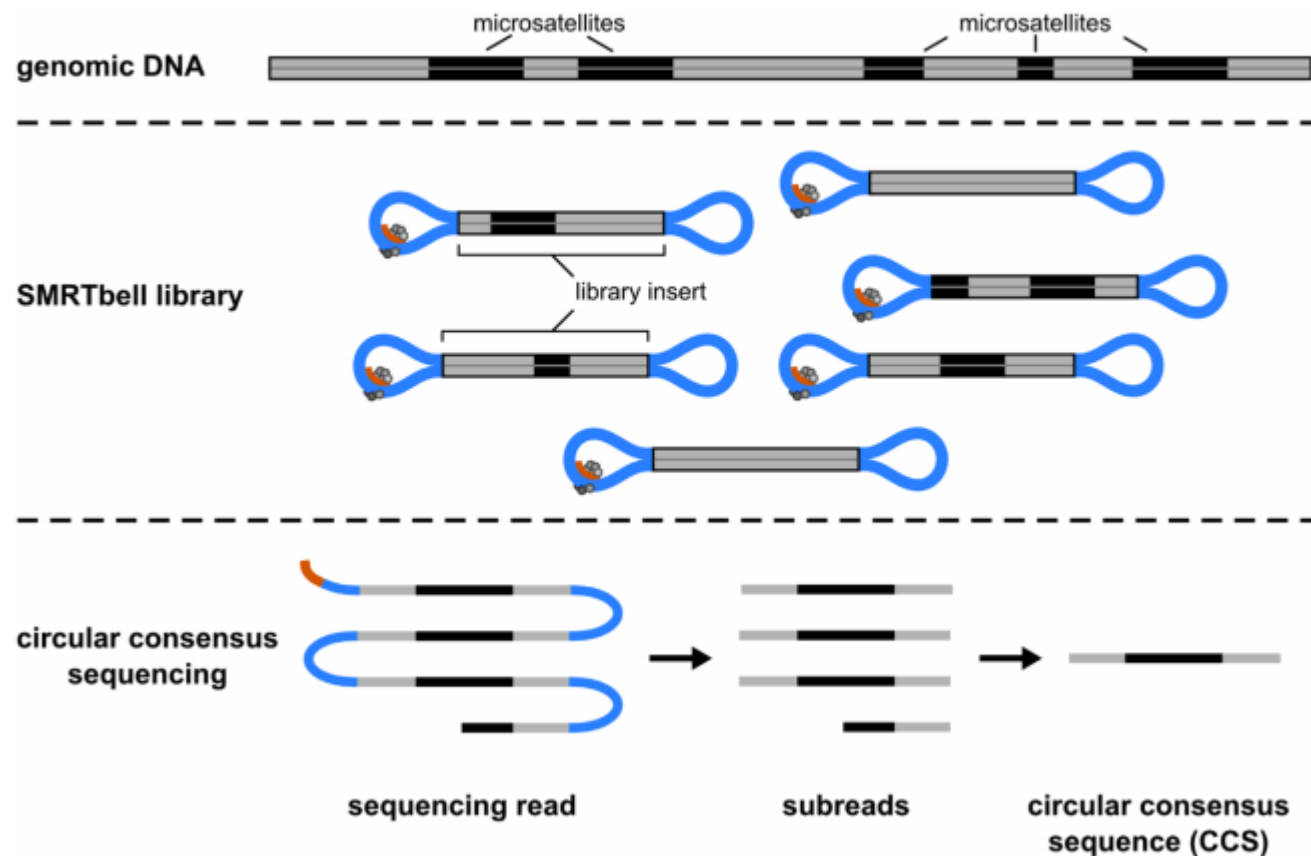 microsatellites
microsatellites
genomic DNA
library insert
SMRTbell library
circular consensus
sequencing
sequencing read
subreads
circular consensus
sequence (CCS)